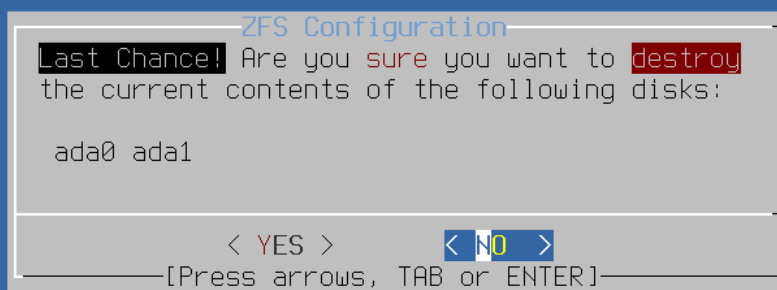 ZFS Configuration
Last Chance! Are you sure you want to destroy
the current contents of the following disks:
ada0 ada1
< YES > < NO >
[Press arrows, TAB or ENTER]